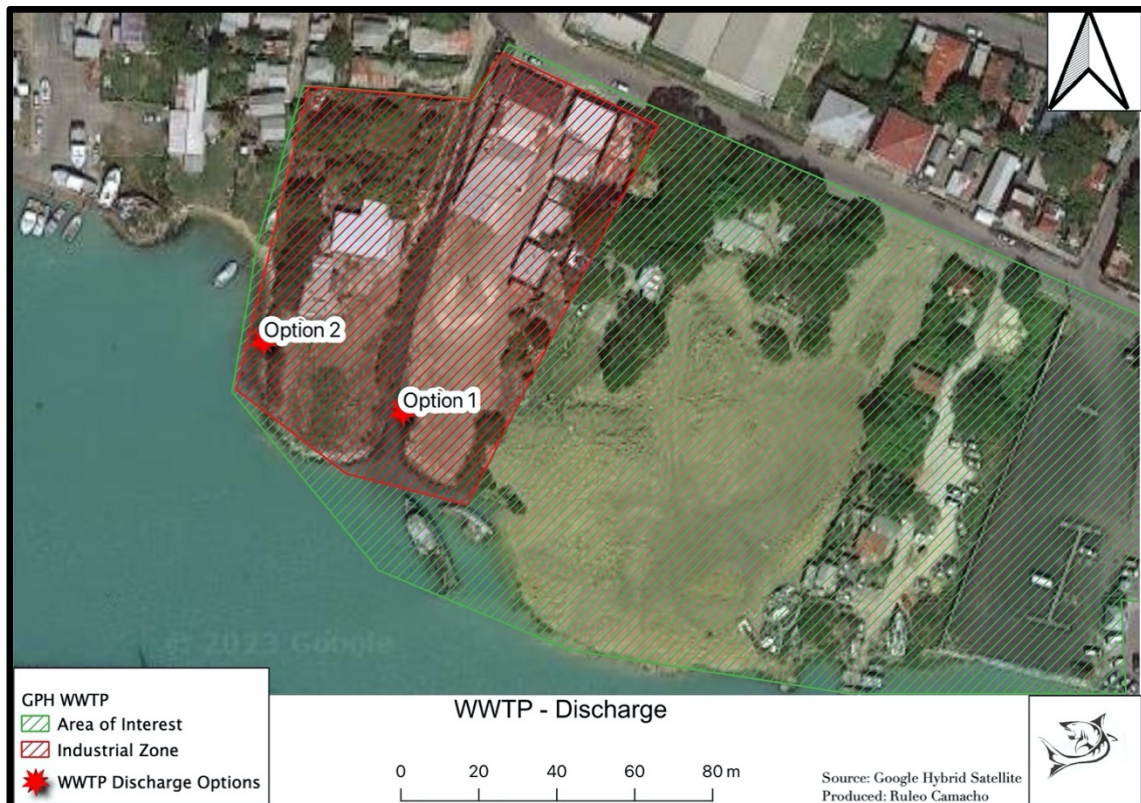 Option 2
Option 1
© 2023 Google
GPH WWTP
Area of Interest
Industrial Zone
WWTP Discharge Options
WWTP - Discharge
0 20 40 60 80 m
Source: Google Hybrid Satellite
Produced: Ruleo Camacho